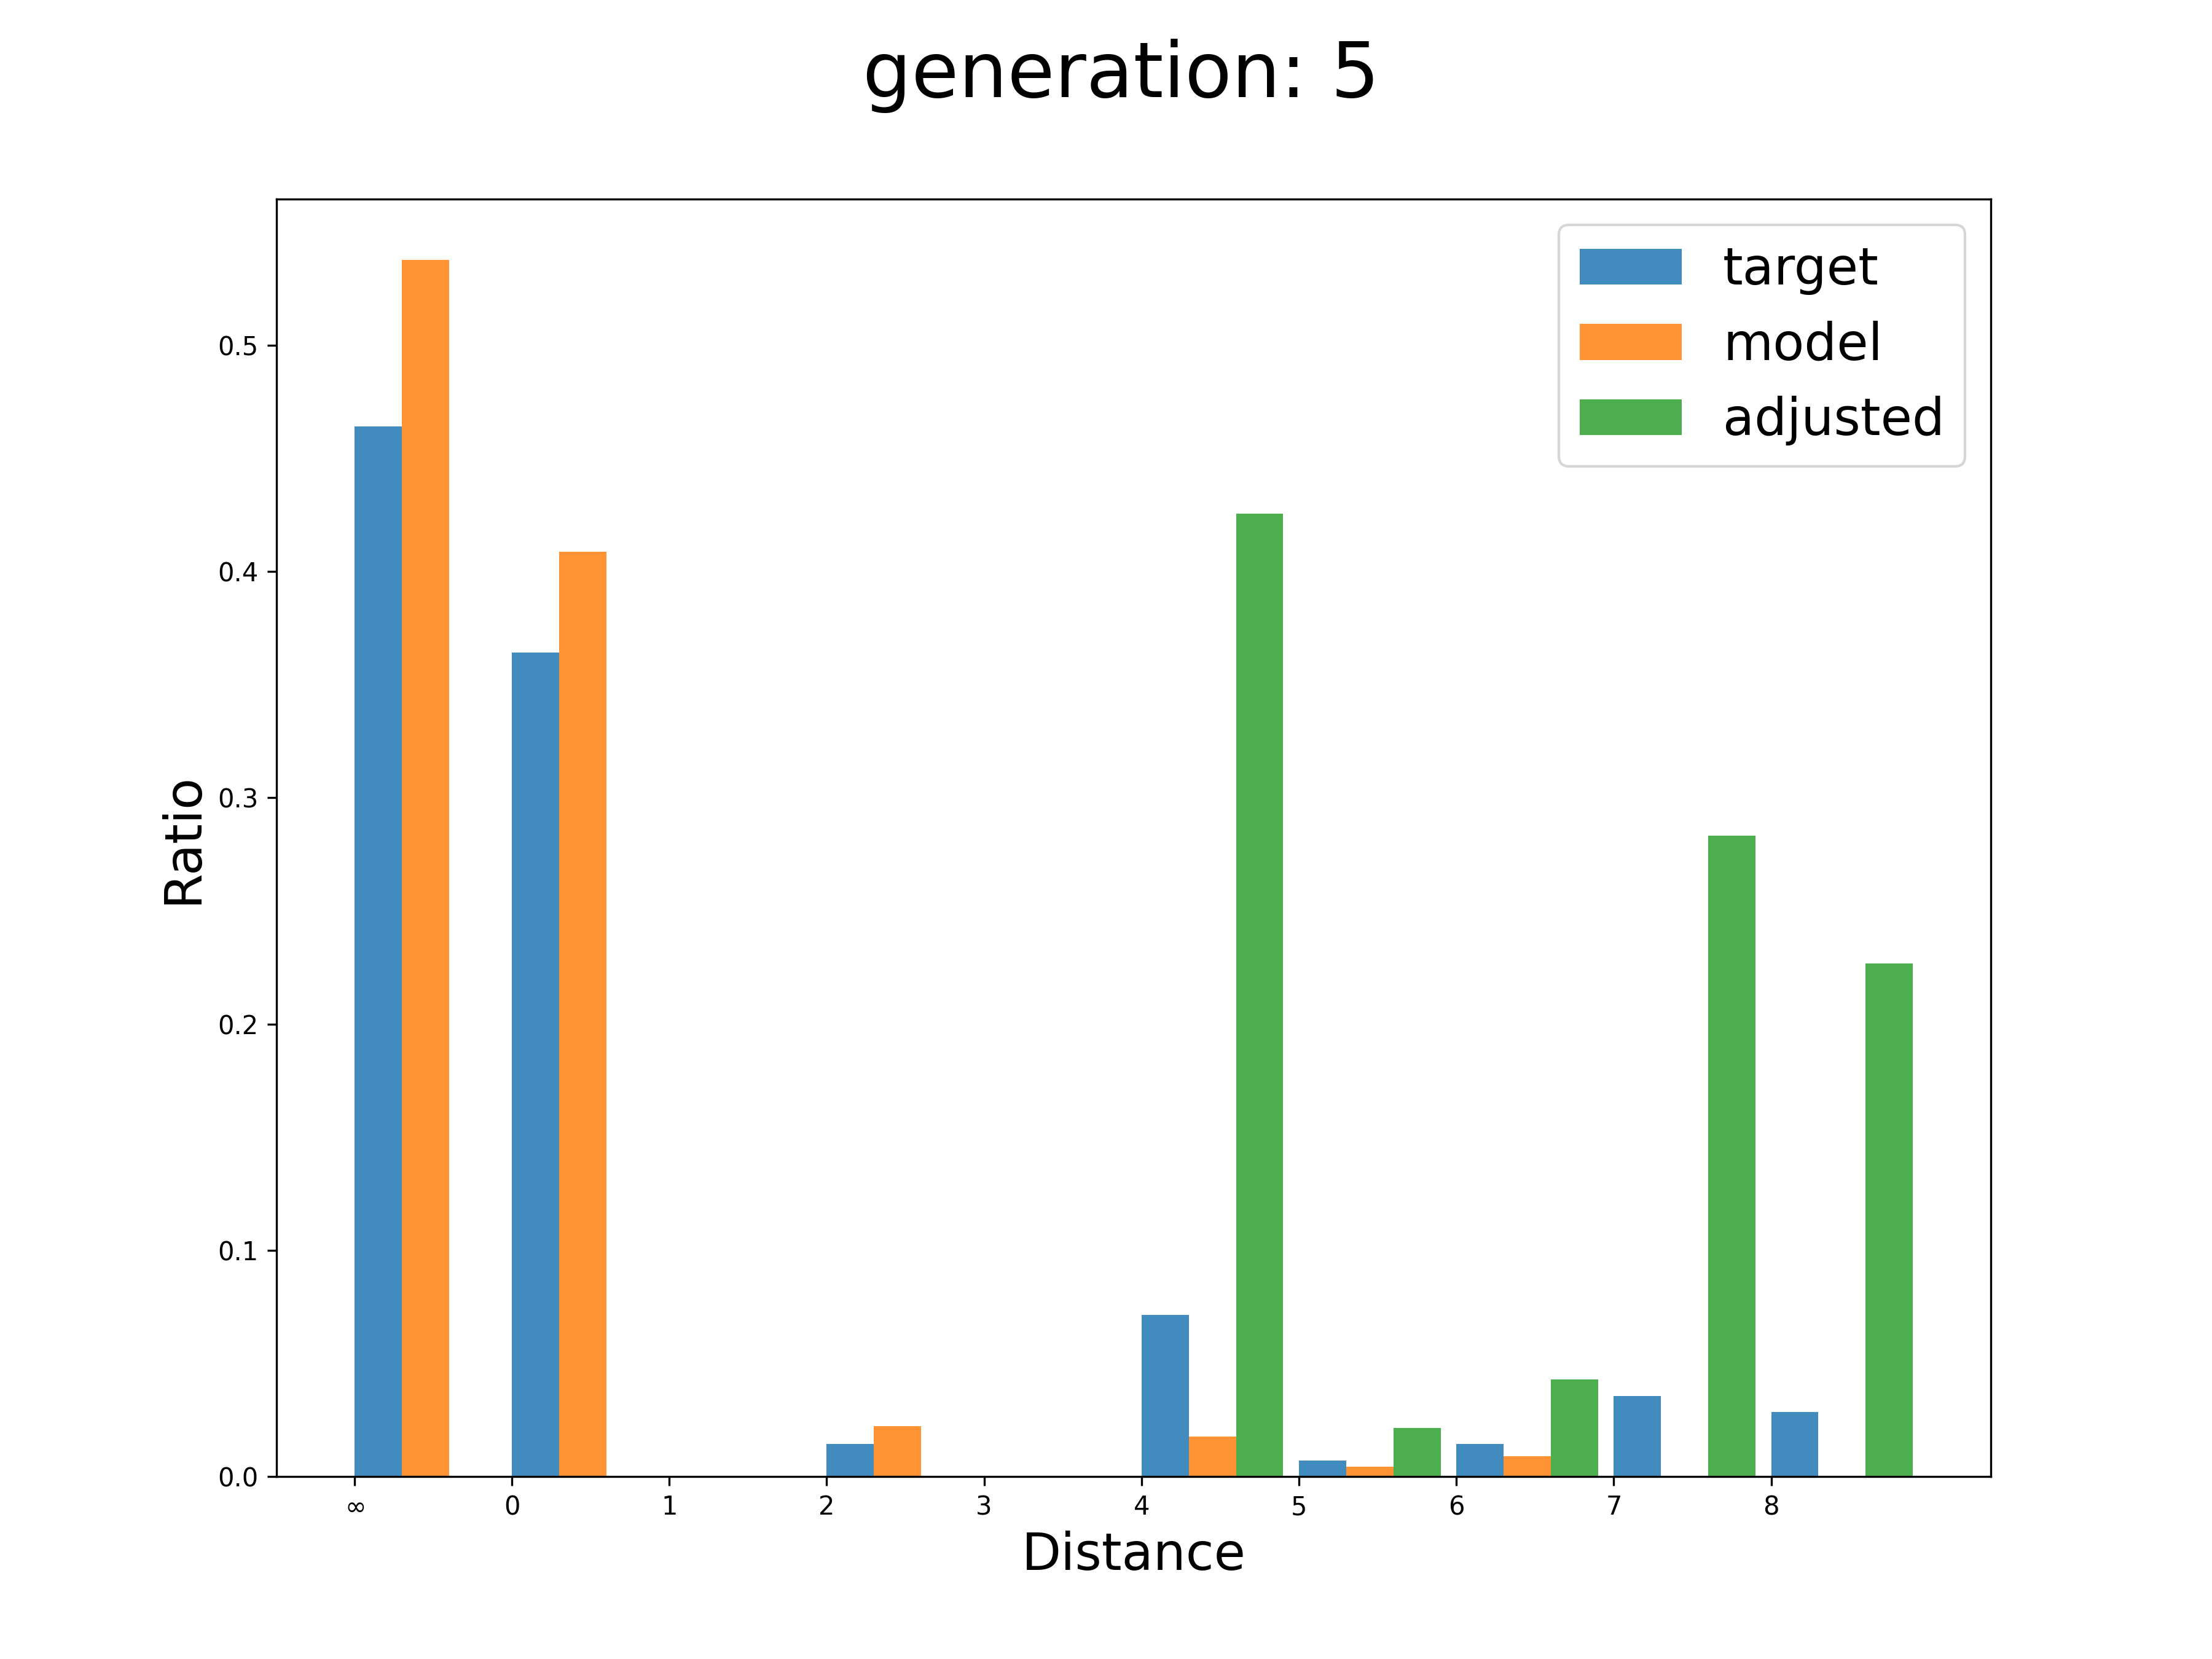 generation: 5
target
model
adjusted
Ratio
0.5
0.4
0.3
0.2
0.1
0.0
∞ 0 1 2 3 4 5 6 7 8
Distance